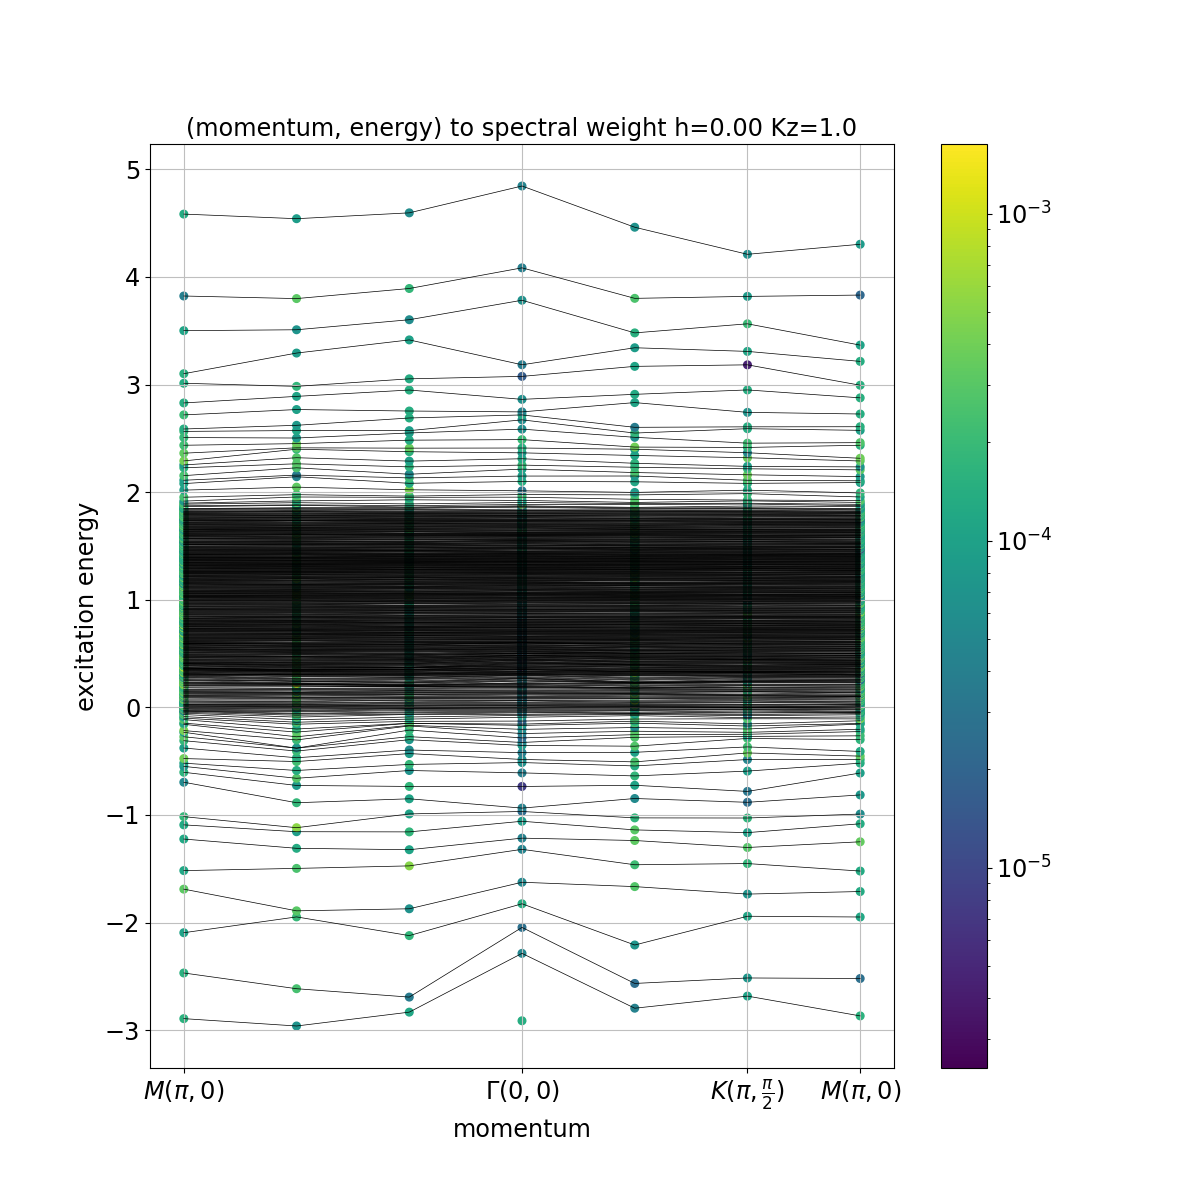 (momentum, energy) to spectral weight h=0.00 Kz=1.0
5
4
3
2
1
0
−1
−2
−3
excitation energy
M(π, 0)
Γ(0, 0)
K(π, π/2)
M(π, 0)
momentum
10⁻³
10⁻⁴
10⁻⁵